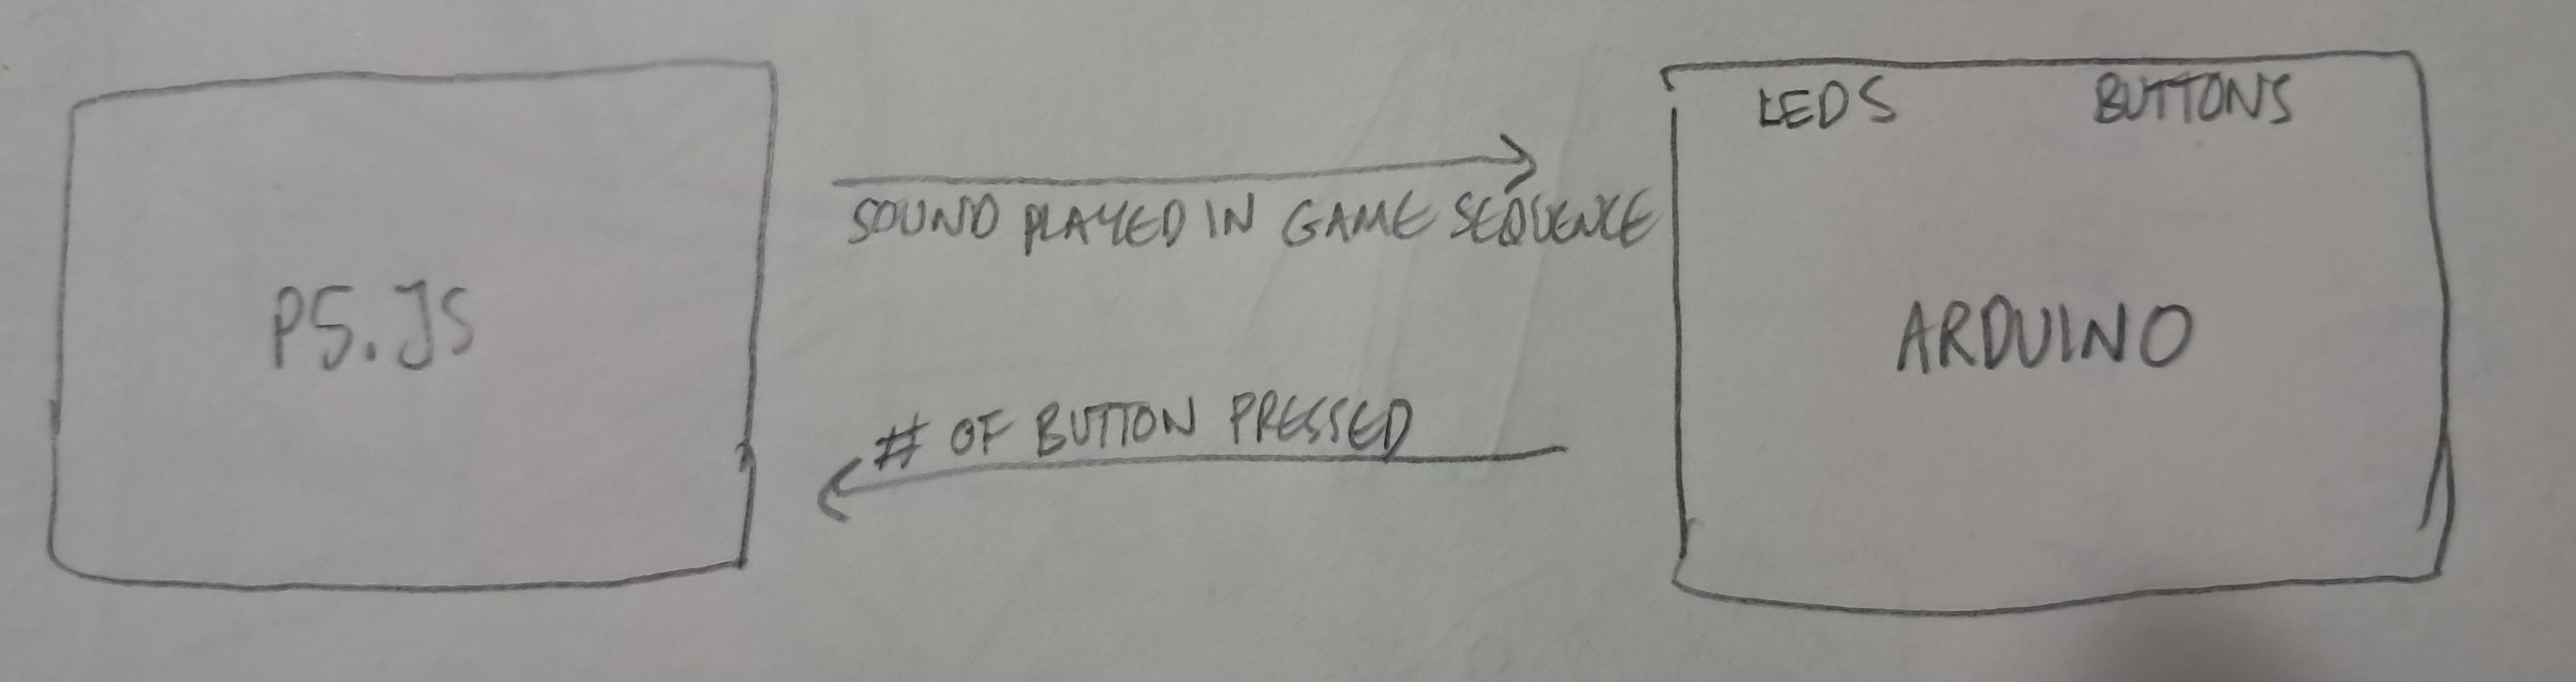 LEDS BUTTONS
SOUND PLAYED IN GAME SEQUENCE
P5.JS
ARDUINO
# OF BUTTON PRESSED